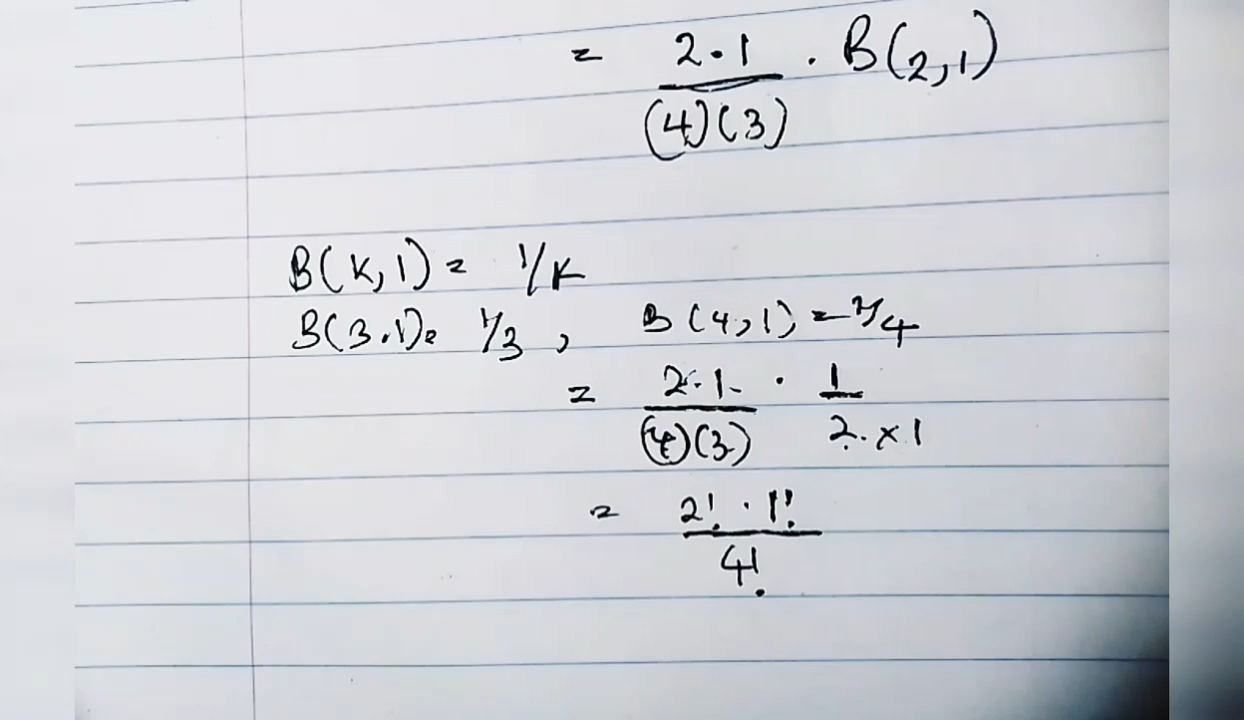 = 2·1 / (4)(3) · B(2,1)
B(K,1) = 1/K
B(3,1) = 1/3 , B(4,1) = 1/4
= 2·1 / (4)(3) · 1 / 2·×1
= 2!·1! / 4!